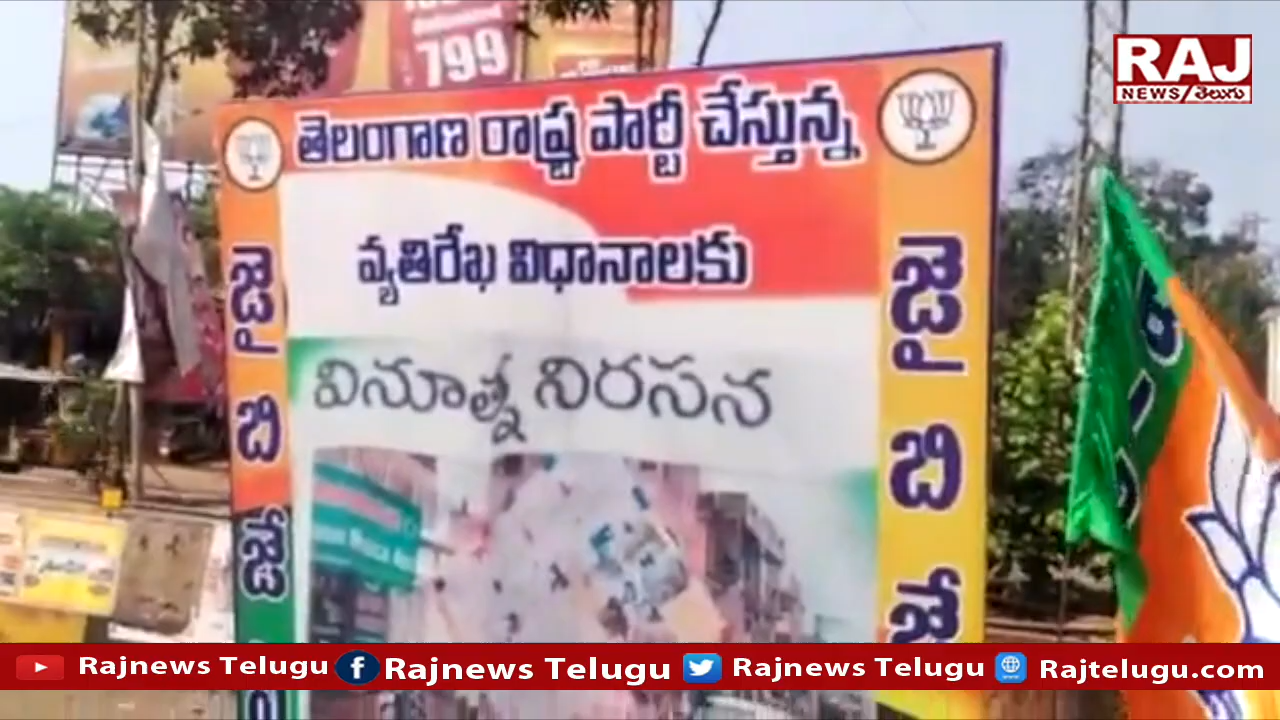 799
RAJ
NEWS/తెలుగు
తెలంగాణ రాష్ట్ర పార్టీ చేస్తున్న
వ్యతిరేఖ విధానాలకు
వినూత్న నిరసన
జై
బి
జే
జై
బి
జే
Rajnews Telugu
Rajnews Telugu
Rajnews Telugu
Rajtelugu.com